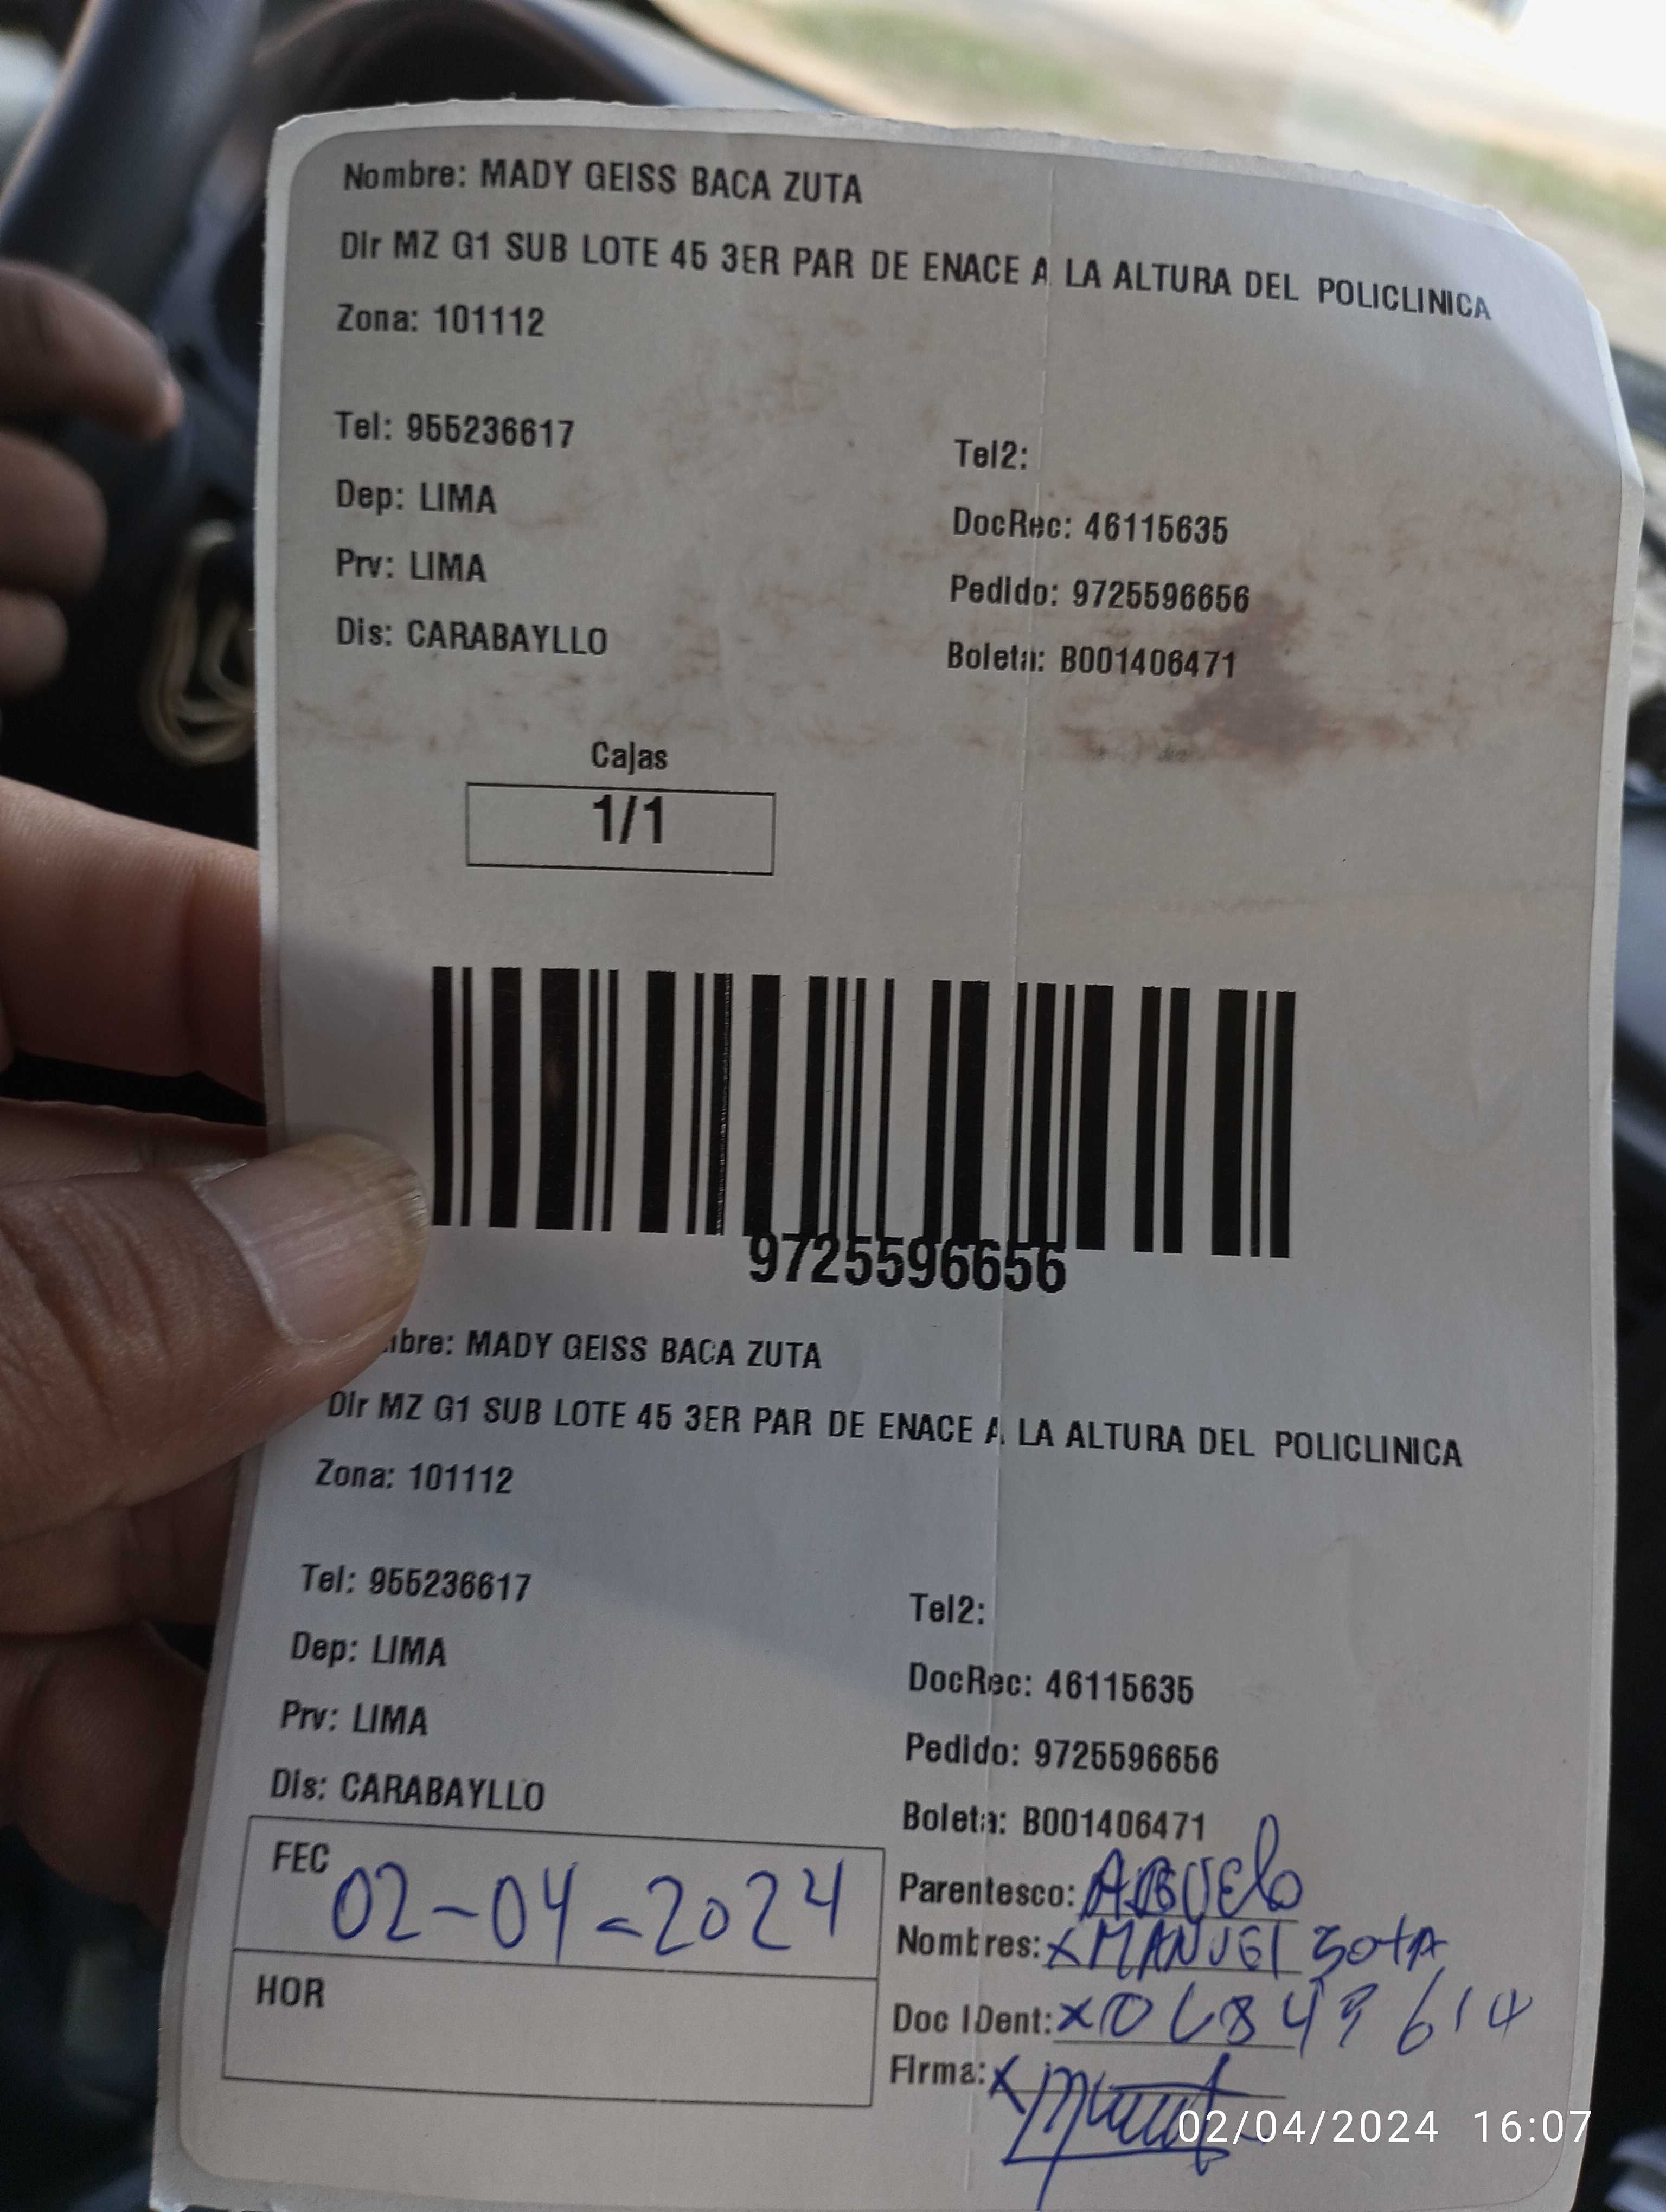 Nombre: MADY GEISS BACA ZUTA
Dir MZ G1 SUB LOTE 45 3ER PAR DE ENACE A LA ALTURA DEL POLICLINICA
Zona: 101112
Tel: 955236617
Tel2:
Dep: LIMA
DocRec: 46115635
Prv: LIMA
Pedido: 9725596656
Dis: CARABAYLLO
Boleta: B001406471
Cajas
1/1
9725596656
bre: MADY GEISS BACA ZUTA
Dir MZ G1 SUB LOTE 45 3ER PAR DE ENACE A LA ALTURA DEL POLICLINICA
Zona: 101112
Tel: 955236617
Tel2:
Dep: LIMA
DocRec: 46115635
Prv: LIMA
Pedido: 9725596656
Dis: CARABAYLLO
Boleta: B001406471
FEC 02-04-2024
Parentesco: ABUELO
Nombres: x MANUEL
HOR
Doc IDent: x
Firma: x
02/04/2024 16:07